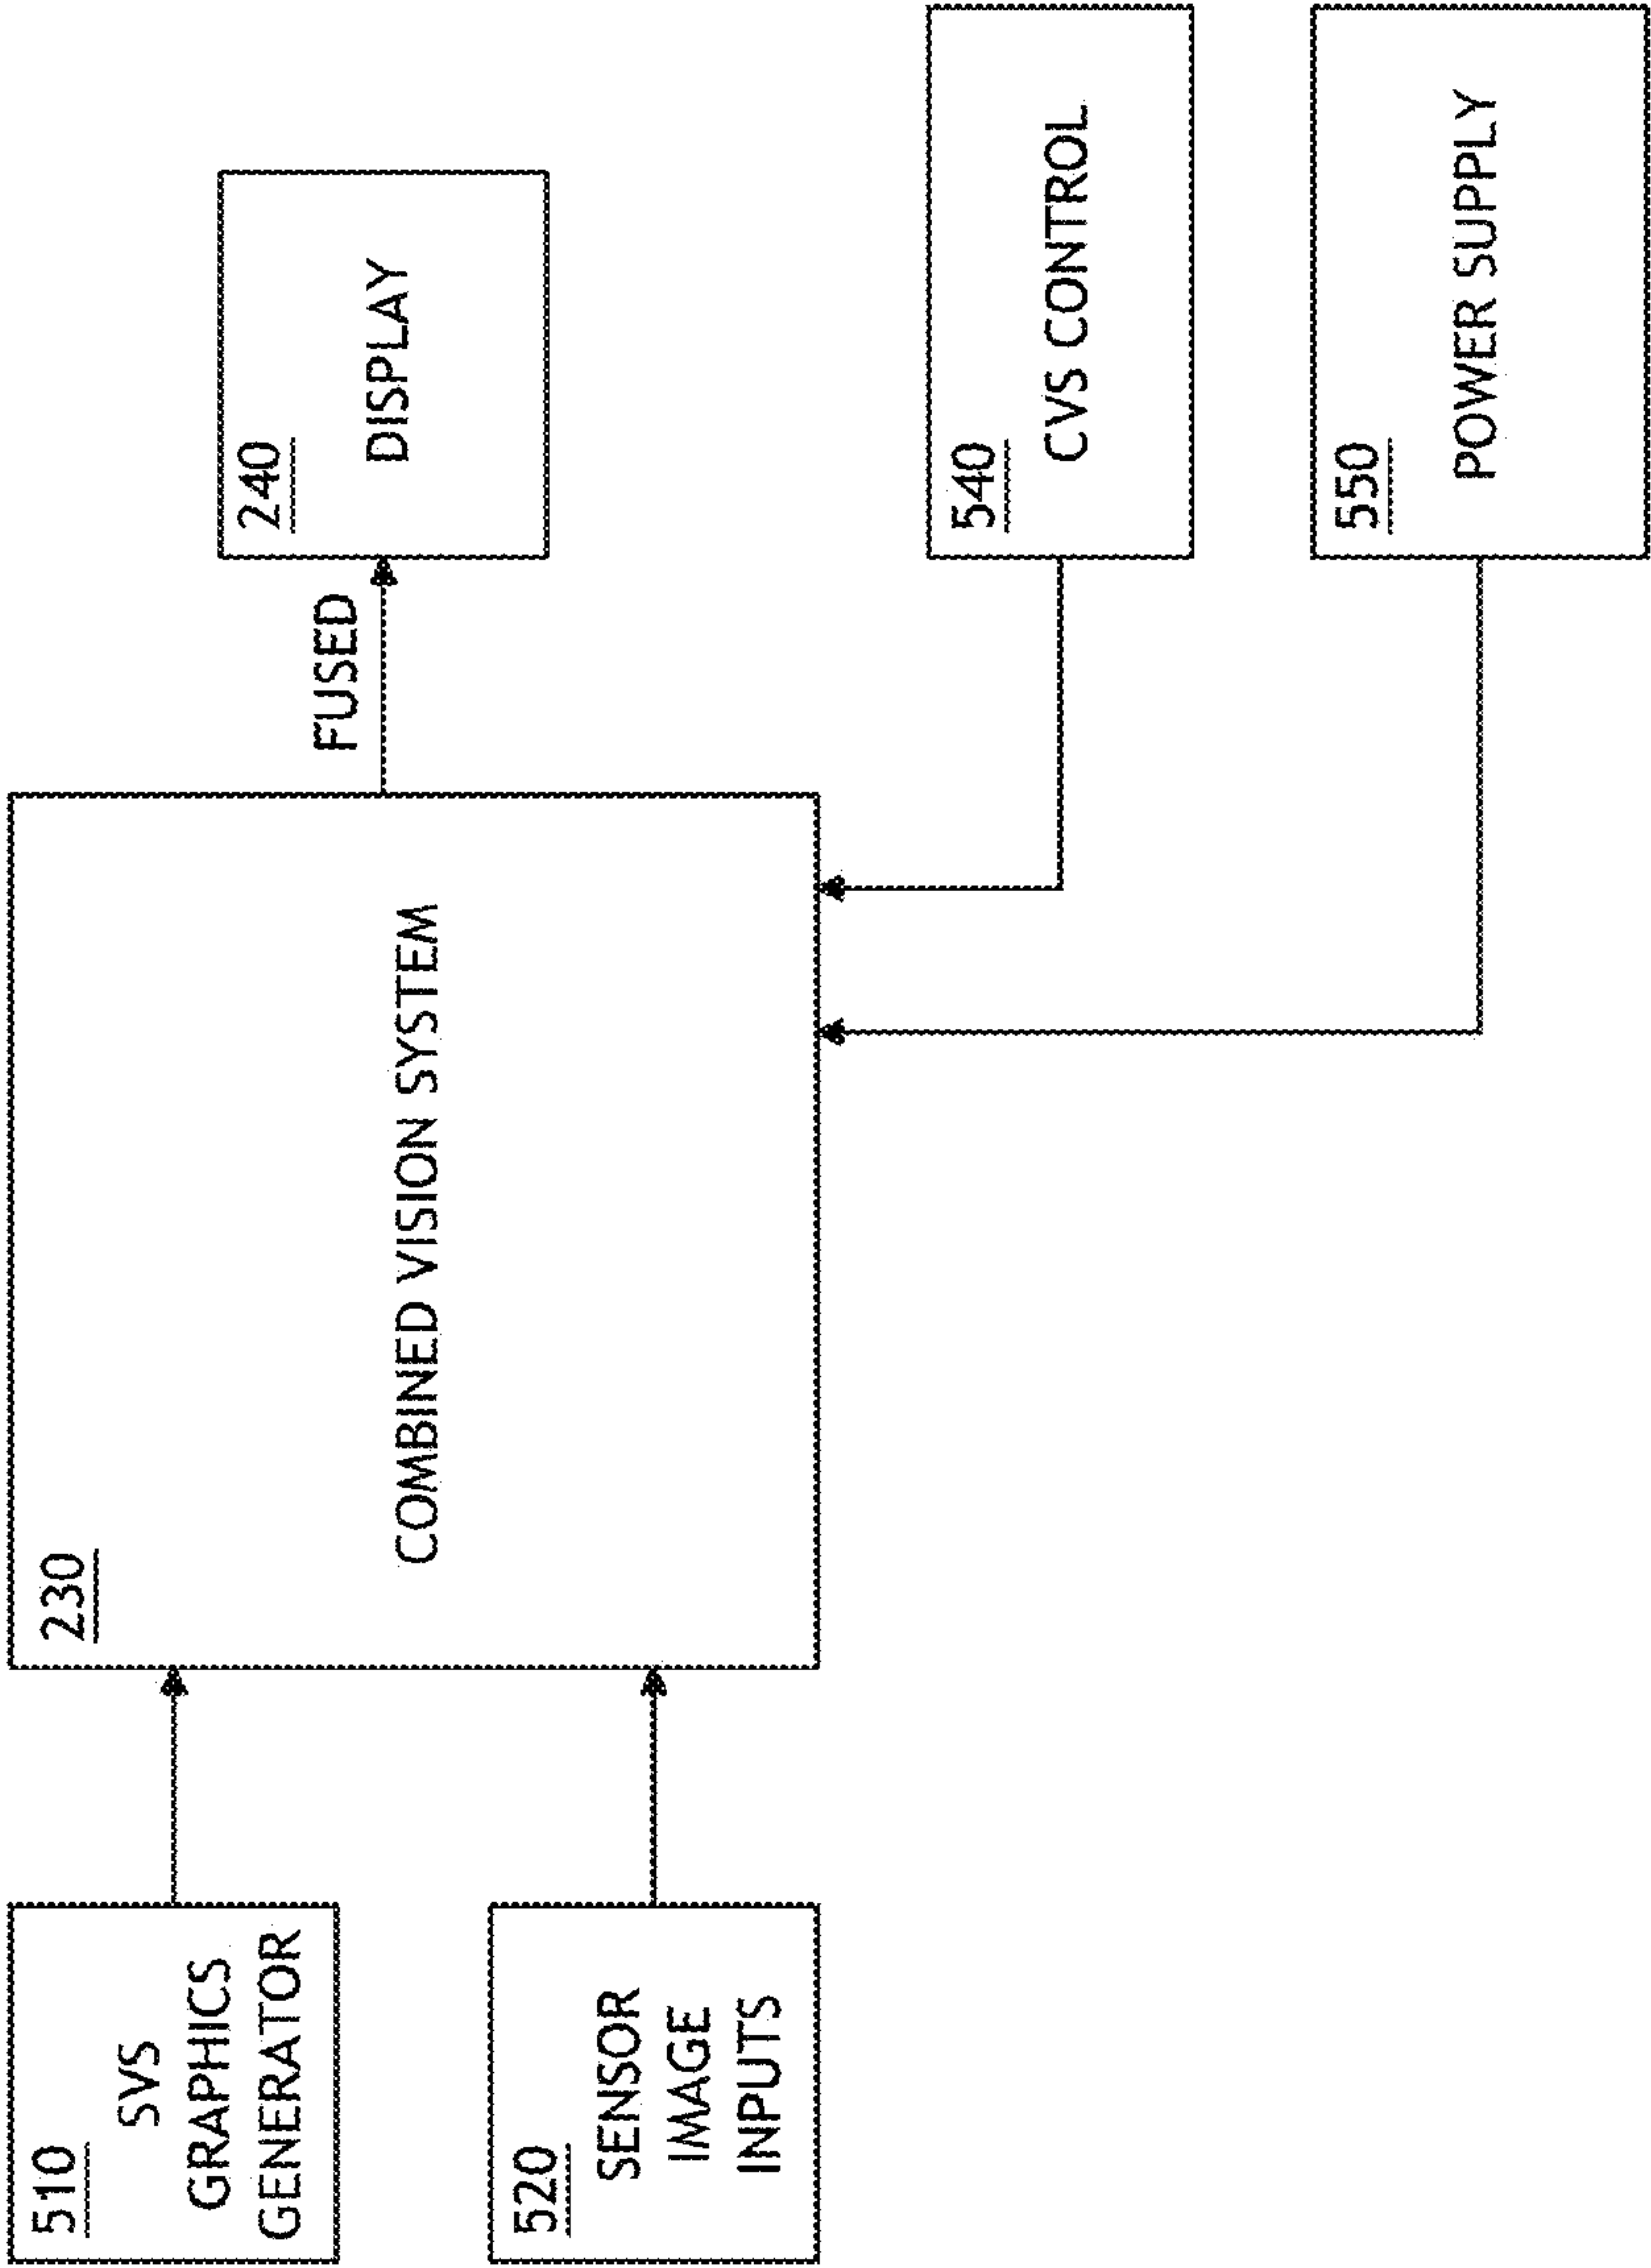 510
SVS
GRAPHICS
GENERATOR
520
SENSOR
IMAGE
INPUTS
230
COMBINED VISION SYSTEM
FUSED
240
DISPLAY
540
CVS CONTROL
550
POWER SUPPLY